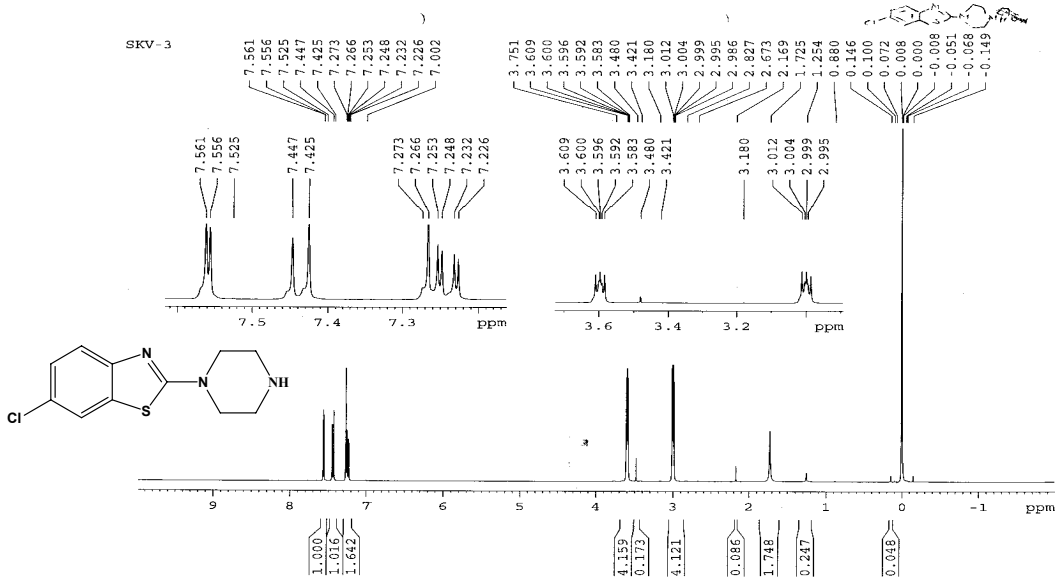 SKV-3
7.561 7.556 7.525 7.447 7.425 7.273 7.266 7.253 7.248 7.232 7.226 7.002
3.751 3.609 3.600 3.596 3.592 3.583 3.480 3.421 3.180 3.012 3.004 2.999 2.995 2.986 2.827 2.673 2.169 1.725 1.254 0.880 0.146 0.100 0.072 0.008 0.000 -0.008 -0.051 -0.068 -0.149
Cl N S N
7.561 7.556 7.525 7.447 7.425 7.273 7.266 7.253 7.248 7.232 7.226
3.609 3.600 3.596 3.592 3.583 3.480 3.421 3.180 3.012 3.004 2.999 2.995
7.5 7.4 7.3 ppm
3.6 3.4 3.2 ppm
N
N NH
S
Cl
9 8 7 6 5 4 3 2 1 0 -1 ppm
1.000 1.016 1.642 4.159 0.173 4.121 0.086 1.748 0.247 0.048